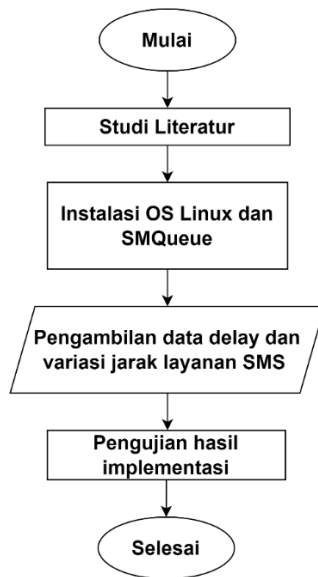 Mulai
Studi Literatur
Instalasi OS Linux dan
SMQueue
Pengambilan data delay dan
variasi jarak layanan SMS
Pengujian hasil
implementasi
Selesai